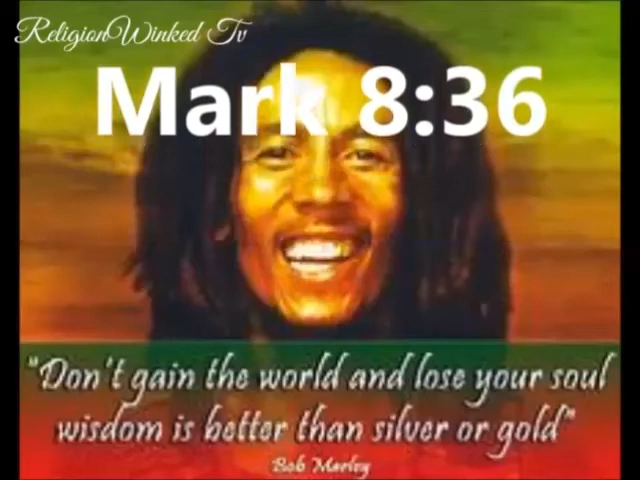 ReligionWinked Tv
Mark 8:36
"Don't gain the world and lose your soul
wisdom is better than silver or gold"
Bob Marley